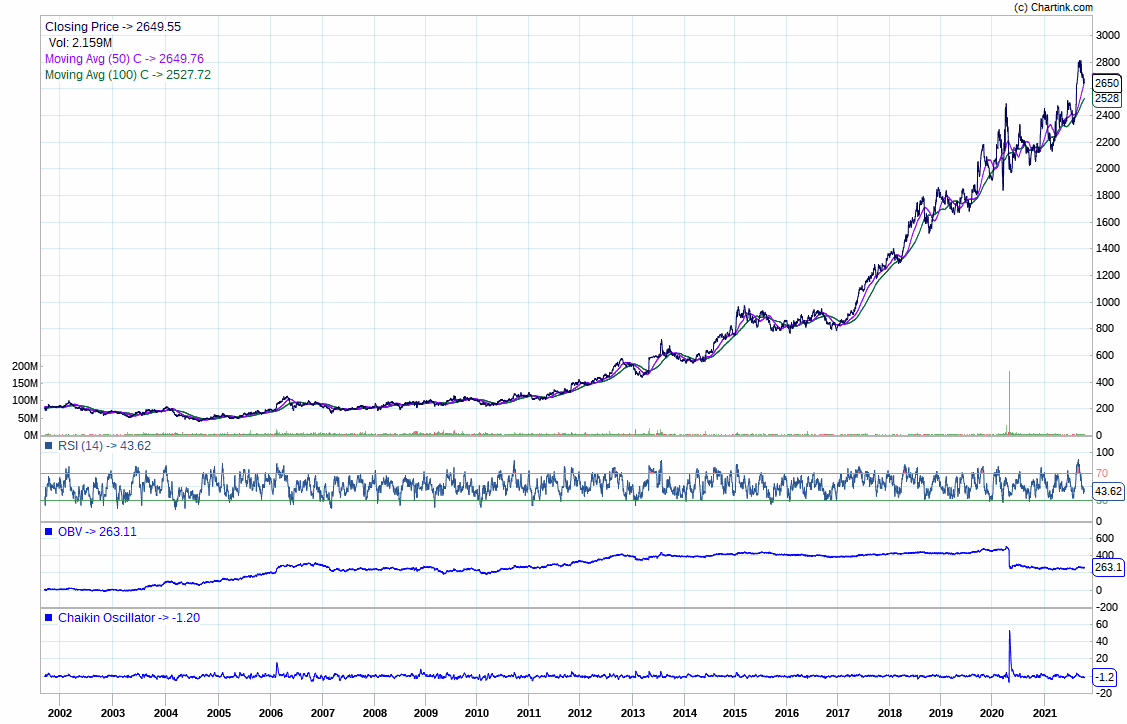 (c) Chartink.com
Closing Price -> 2649.55
Vol: 2.159M
Moving Avg (50) C -> 2649.76
Moving Avg (100) C -> 2527.72
3000
2800
2650
2528
2400
2200
2000
1800
1600
1400
1200
1000
800
600
400
200
0
200M
150M
100M
50M
0M
RSI (14) -> 43.62
100
70
43.62
0
OBV -> 263.11
600
400
263.1
0
-200
Chaikin Oscillator -> -1.20
60
40
20
-1.2
-20
2002 2003 2004 2005 2006 2007 2008 2009 2010 2011 2012 2013 2014 2015 2016 2017 2018 2019 2020 2021